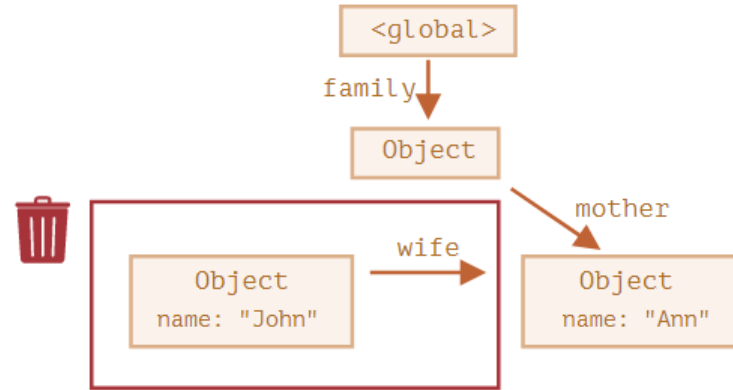 <global>
family
Object
mother
wife
Object
name: "John"
Object
name: "Ann"